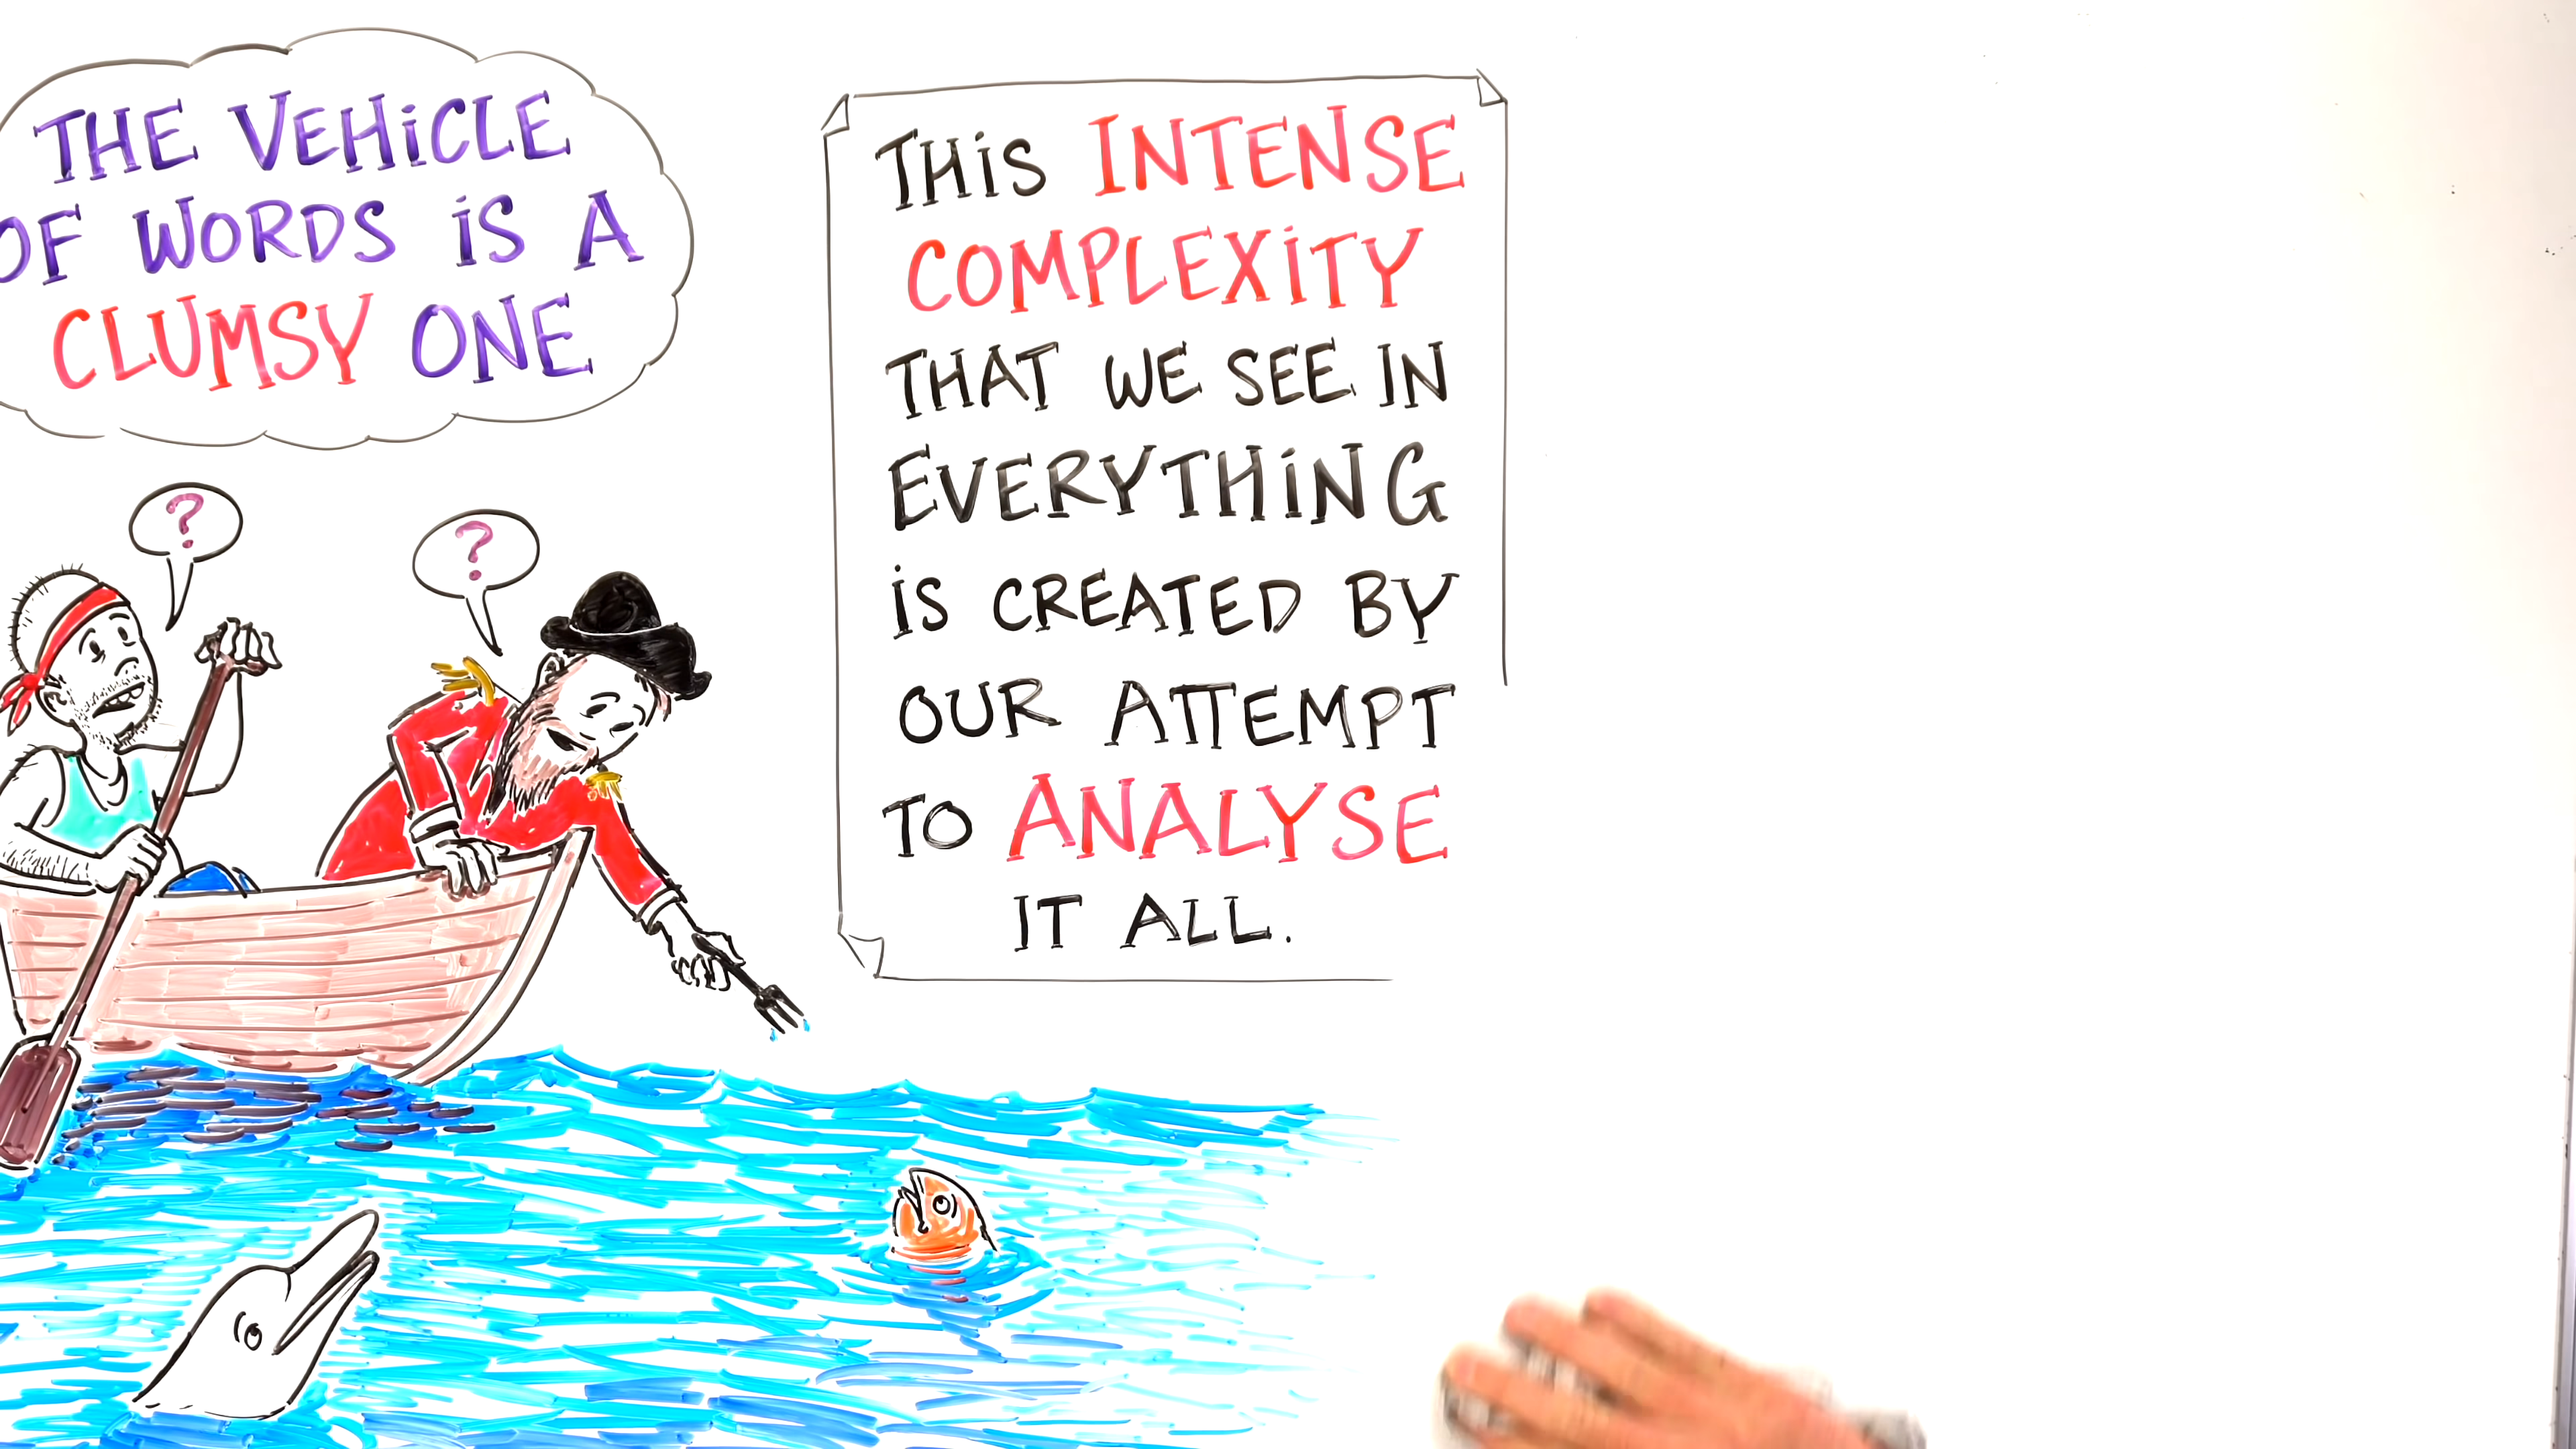 THE VEHICLE
OF WORDS IS A
CLUMSY ONE
?
?
THIS INTENSE
COMPLEXITY
THAT WE SEE IN
EVERYTHING
IS CREATED BY
OUR ATTEMPT
TO ANALYSE
IT ALL.